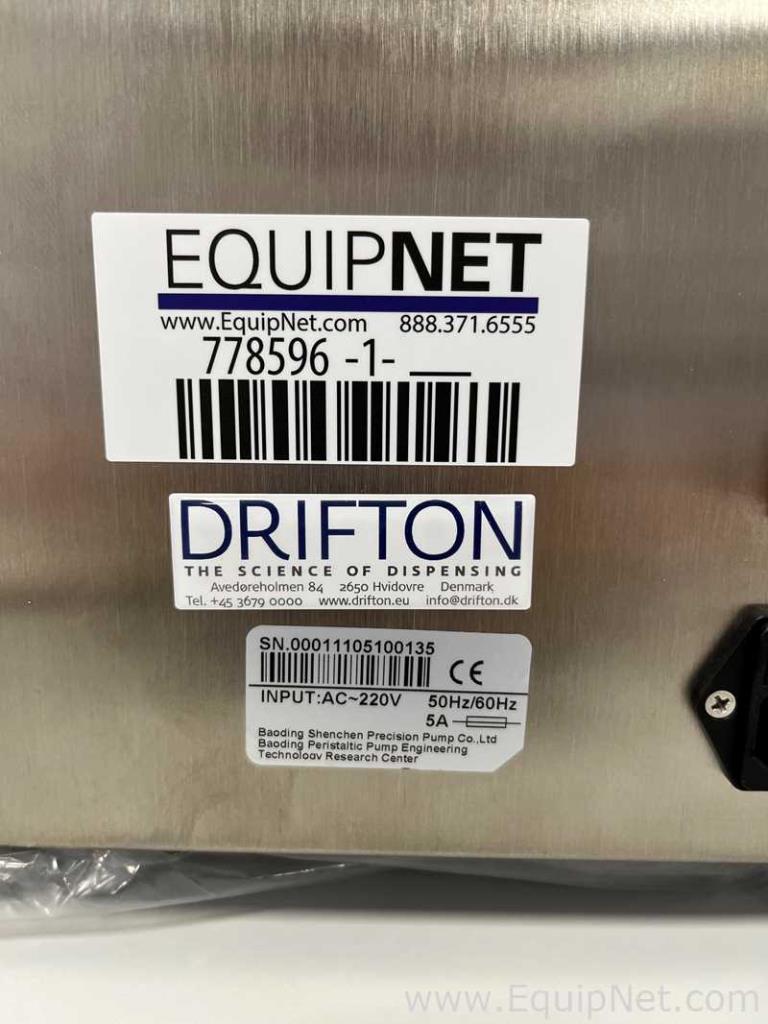 EQUIPNET
www.EquipNet.com 888.371.6555
778596 -1- ___
DRIFTON
THE SCIENCE OF DISPENSING
Avedøreholmen 84 2650 Hvidovre Denmark
Tel. +45 3679 0000 www.drifton.eu info@drifton.dk
SN.00011105100135
CE
INPUT:AC~220V 50Hz/60Hz
5A
Baoding Shenchen Precision Pump Co.,Ltd
Baoding Peristaltic Pump Engineering
Technology Research Center
www.EquipNet.com